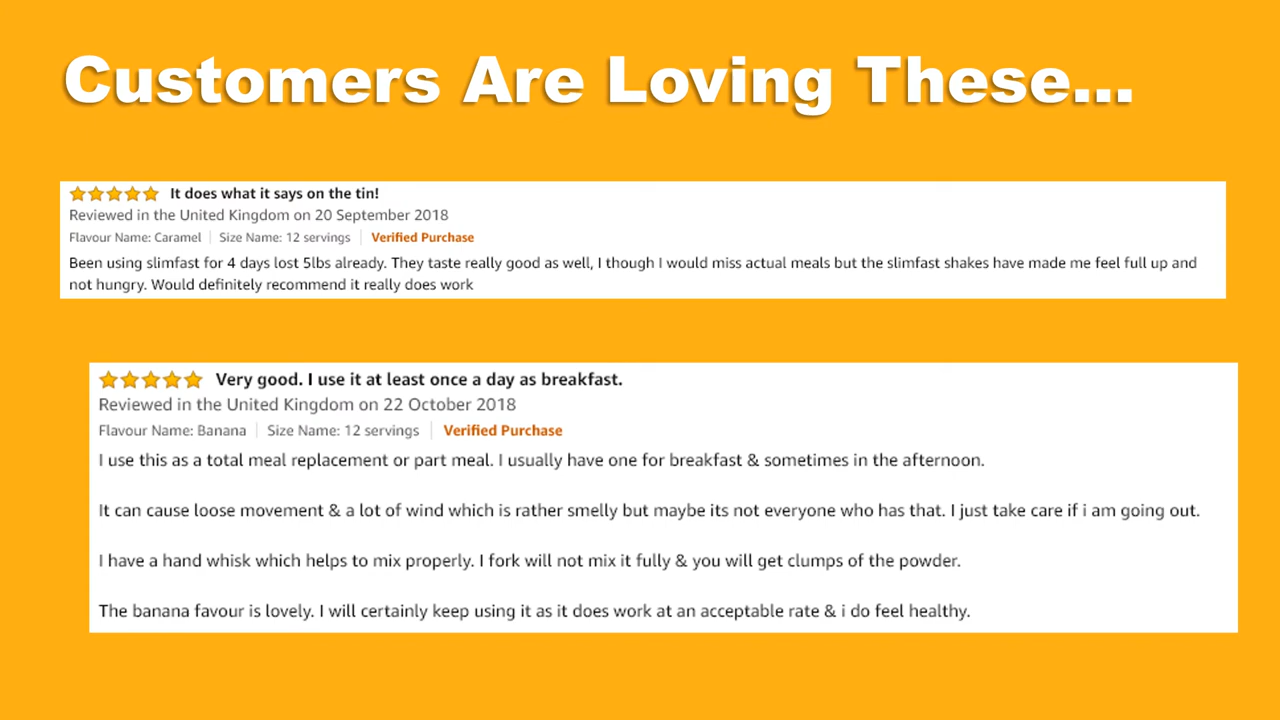 Customers Are Loving These...
It does what it says on the tin!
Reviewed in the United Kingdom on 20 September 2018
Flavour Name: Caramel | Size Name: 12 servings | Verified Purchase
Been using slimfast for 4 days lost 5lbs already. They taste really good as well, I though I would miss actual meals but the slimfast shakes have made me feel full up and
not hungry. Would definitely recommend it really does work
Very good. I use it at least once a day as breakfast.
Reviewed in the United Kingdom on 22 October 2018
Flavour Name: Banana | Size Name: 12 servings | Verified Purchase
I use this as a total meal replacement or part meal. I usually have one for breakfast & sometimes in the afternoon.
It can cause loose movement & a lot of wind which is rather smelly but maybe its not everyone who has that. I just take care if i am going out.
I have a hand whisk which helps to mix properly. I fork will not mix it fully & you will get clumps of the powder.
The banana favour is lovely. I will certainly keep using it as it does work at an acceptable rate & i do feel healthy.